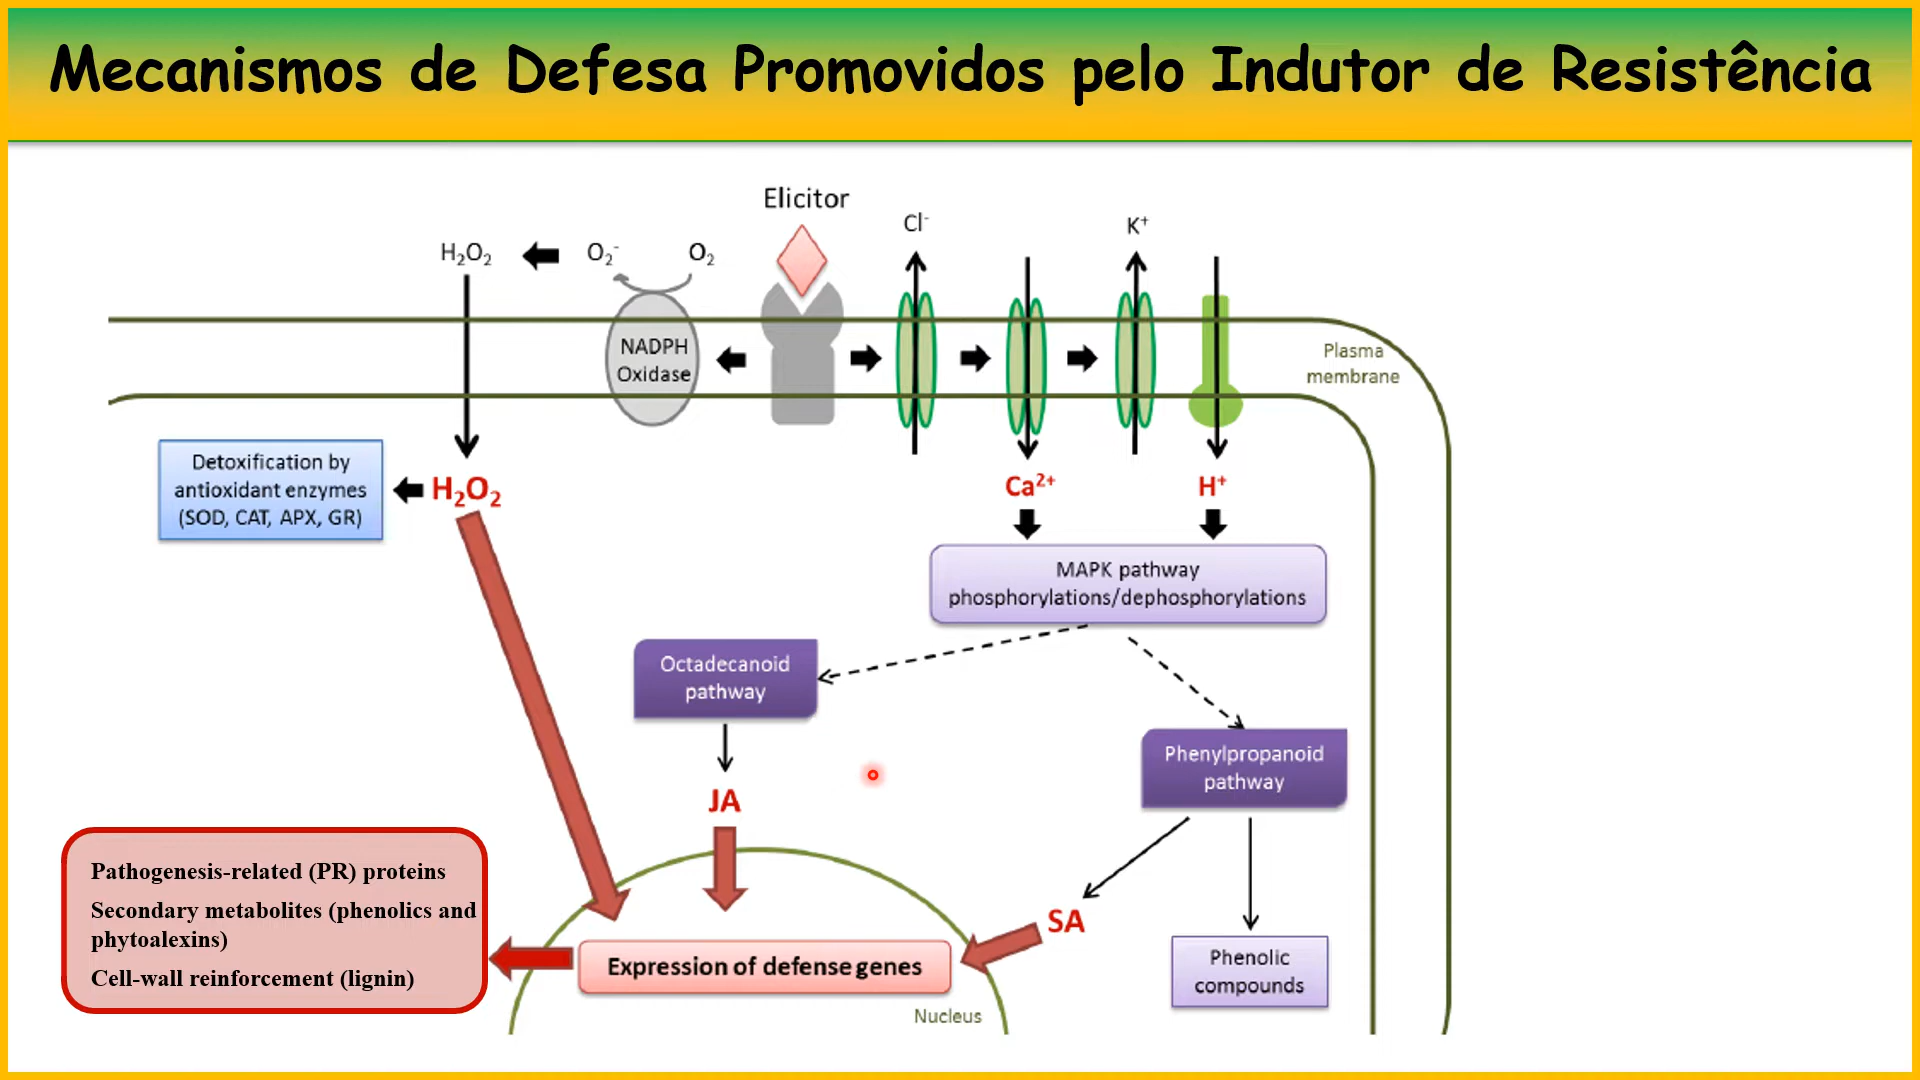 Mecanismos de Defesa Promovidos pelo Indutor de Resistência
Elicitor
Cl⁻
K⁺
H₂O₂
O₂⁻
O₂
NADPH
Oxidase
Plasma
membrane
Detoxification by
antioxidant enzymes
(SOD, CAT, APX, GR)
H₂O₂
Ca²⁺
H⁺
MAPK pathway
phosphorylations/dephosphorylations
Octadecanoid
pathway
Phenylpropanoid
pathway
JA
SA
Pathogenesis-related (PR) proteins
Secondary metabolites (phenolics and
phytoalexins)
Cell-wall reinforcement (lignin)
Expression of defense genes
Nucleus
Phenolic
compounds